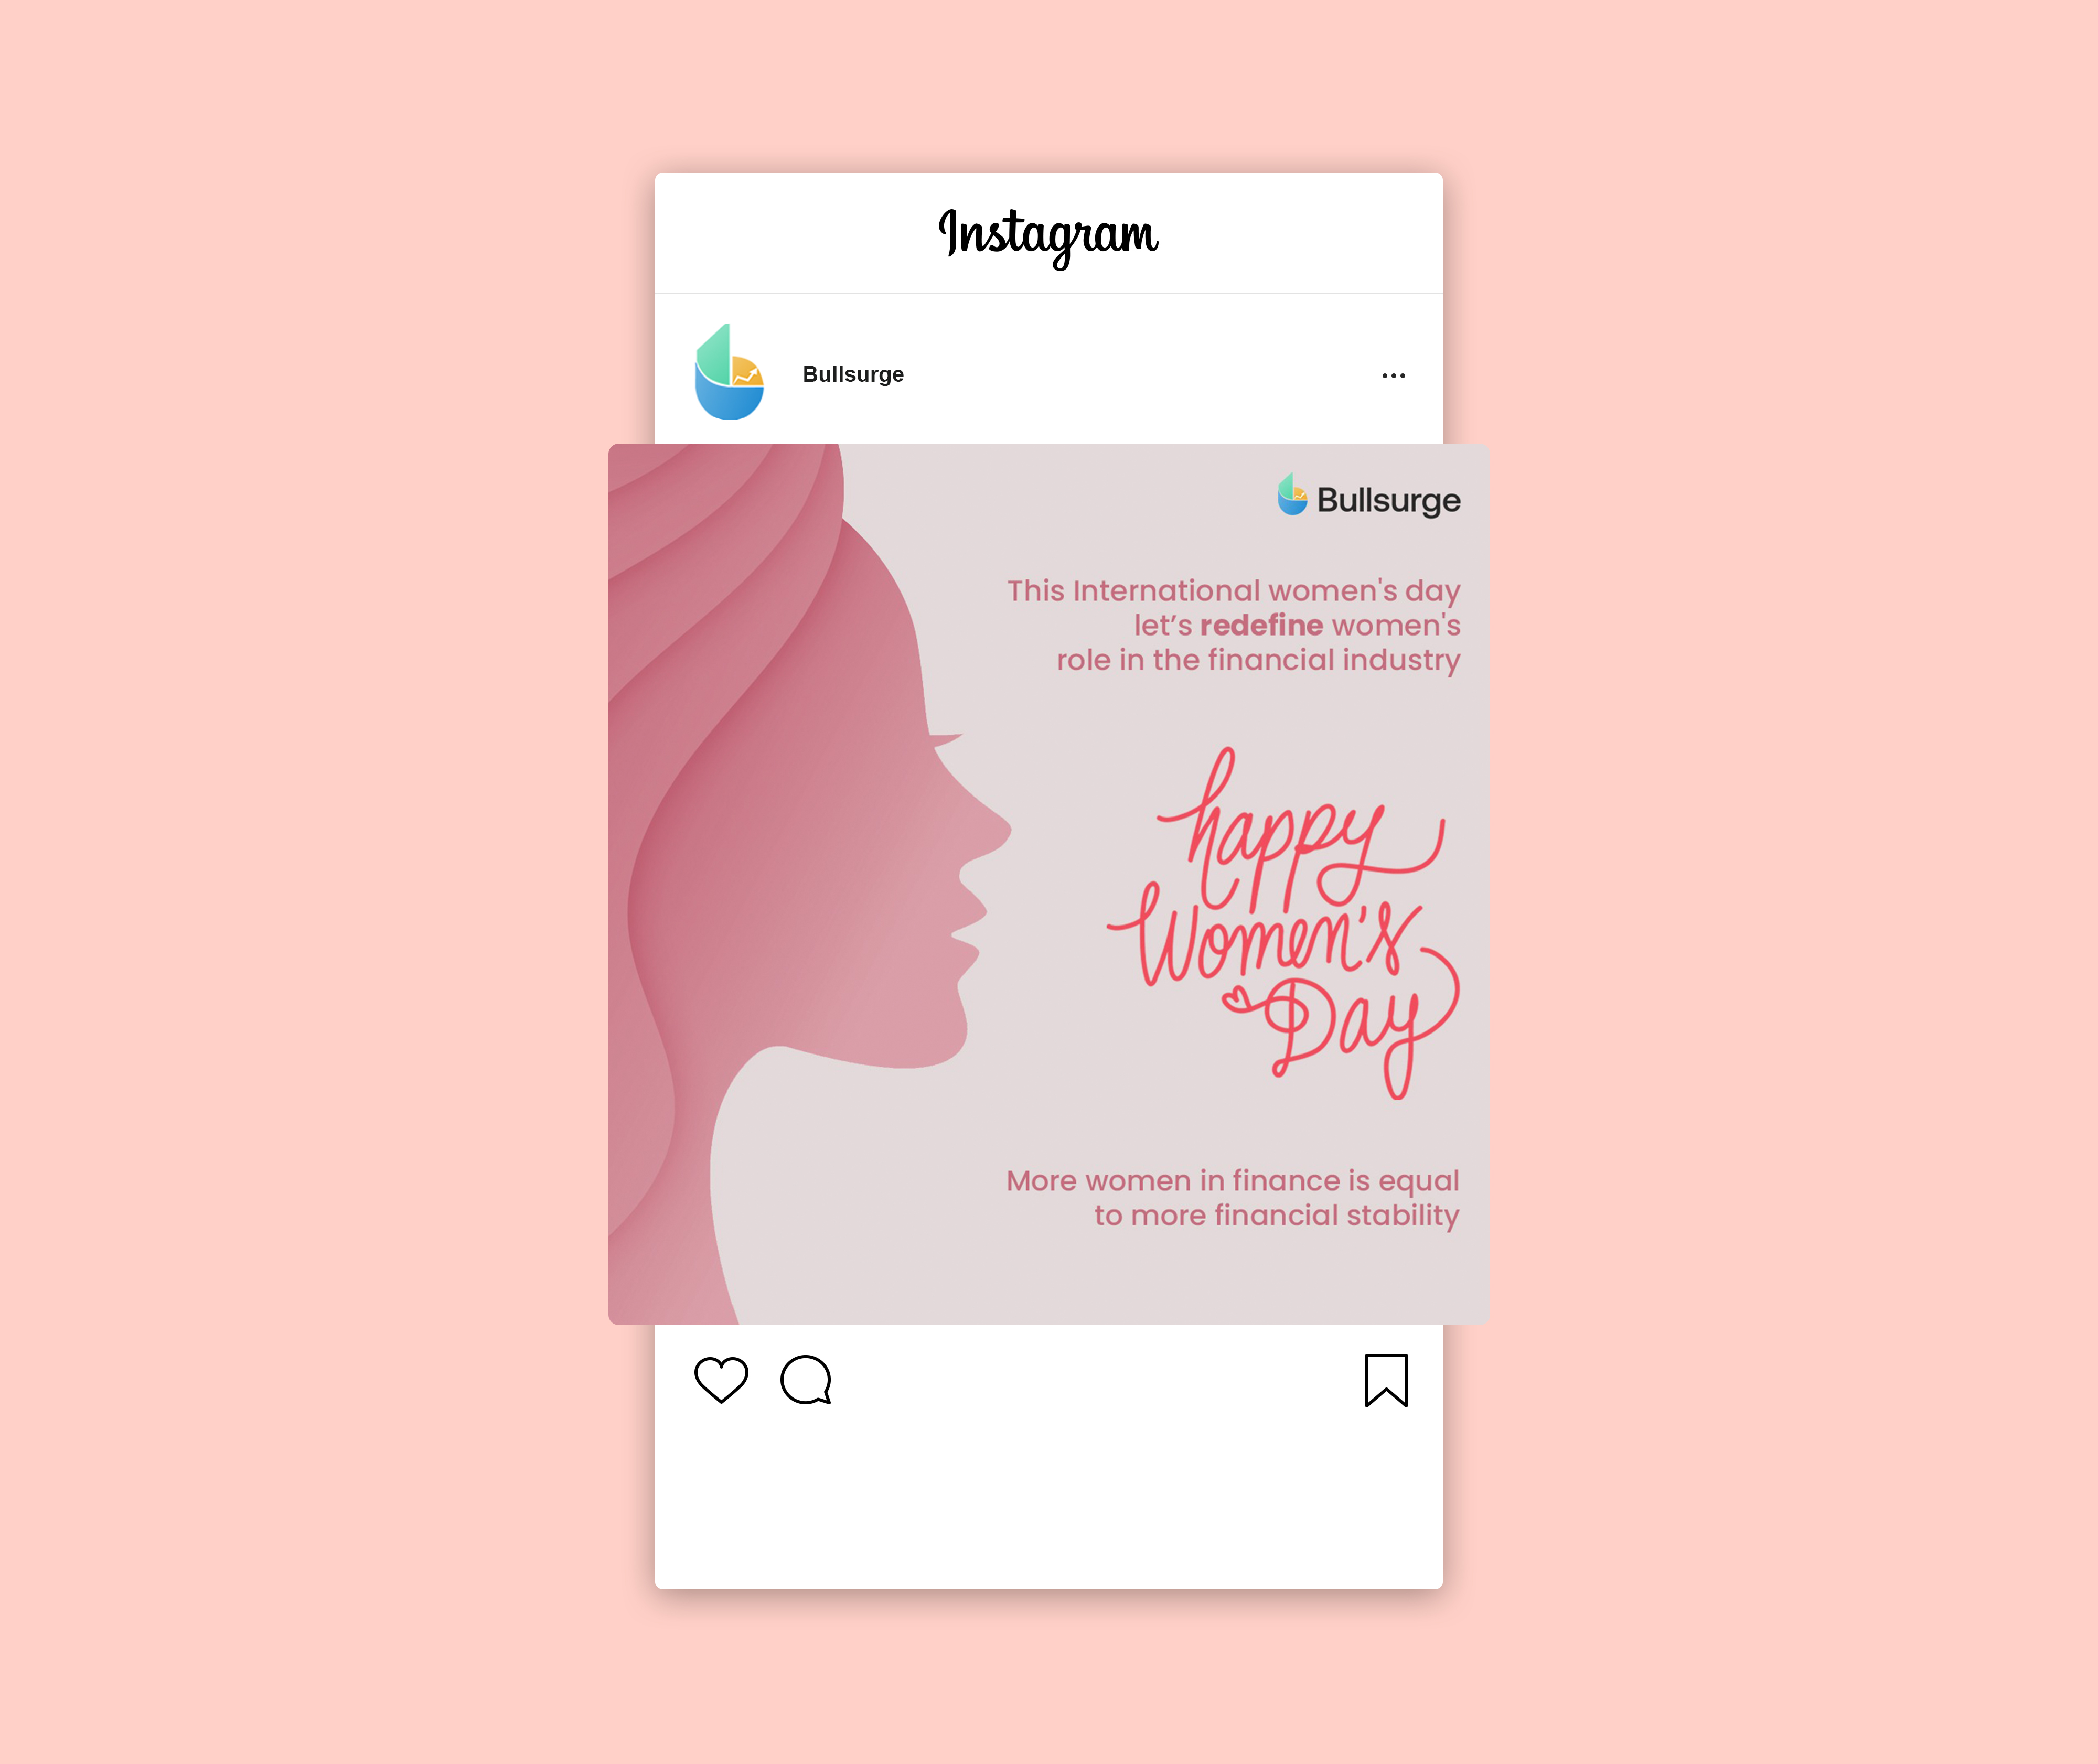 Instagram
Bullsurge
Bullsurge
This International women's day
let’s redefine women's
role in the financial industry
happy
Women's
Day
More women in finance is equal
to more financial stability